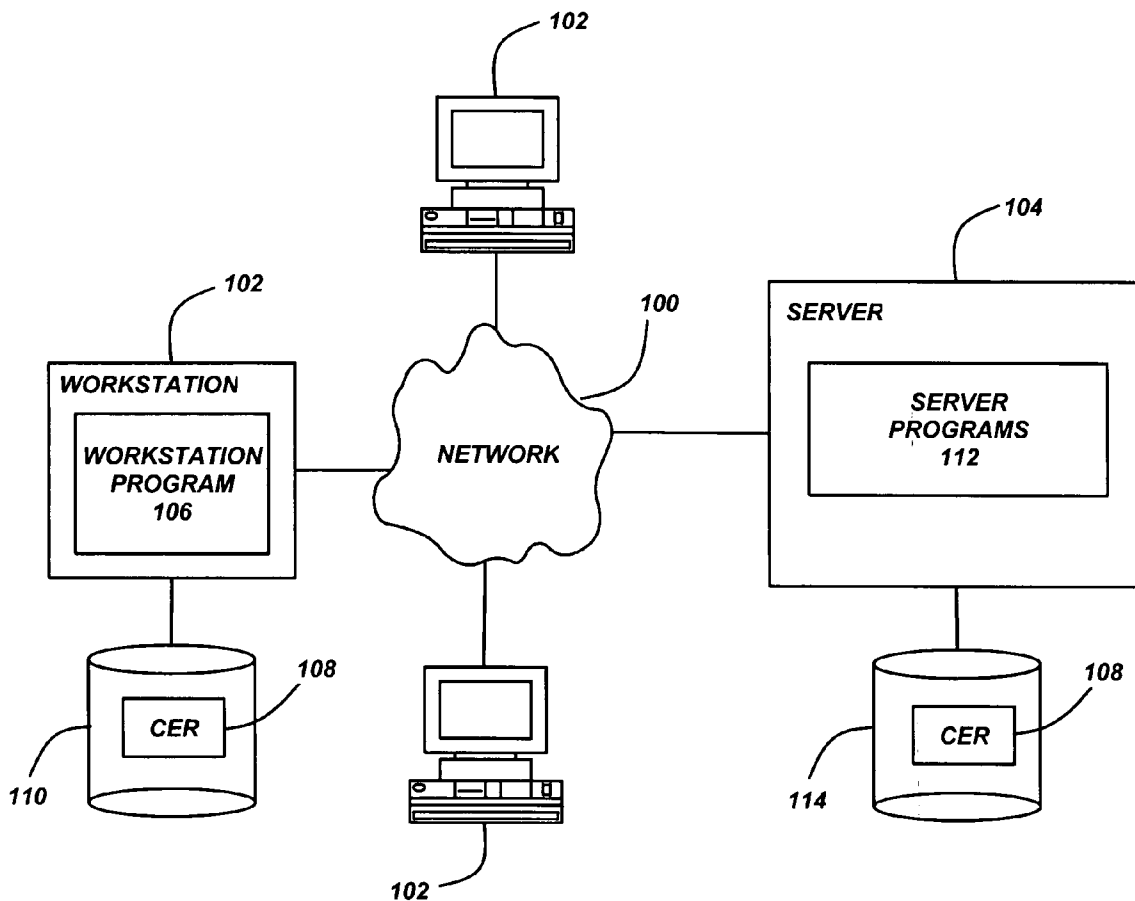 102
104
SERVER
102
100
WORKSTATION
SERVER
PROGRAMS
112
WORKSTATION
PROGRAM
106
NETWORK
108
CER
110
108
CER
114
102